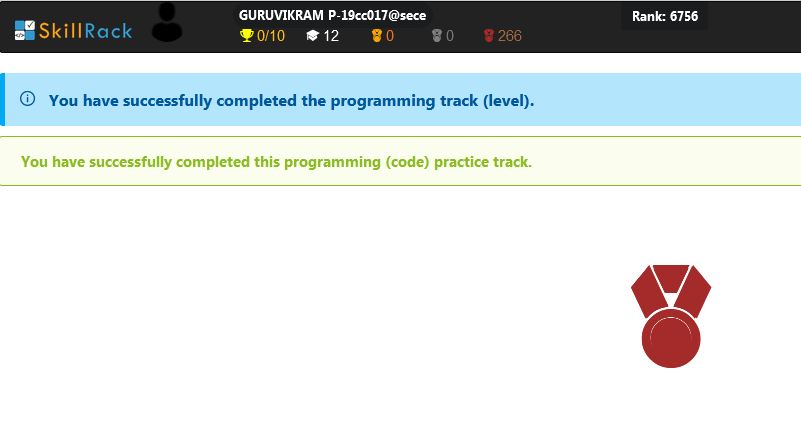 SkillRack
GURUVIKRAM P-19cc017@sece
0/10 12 0 0 266
Rank: 6756
You have successfully completed the programming track (level).
You have successfully completed this programming (code) practice track.